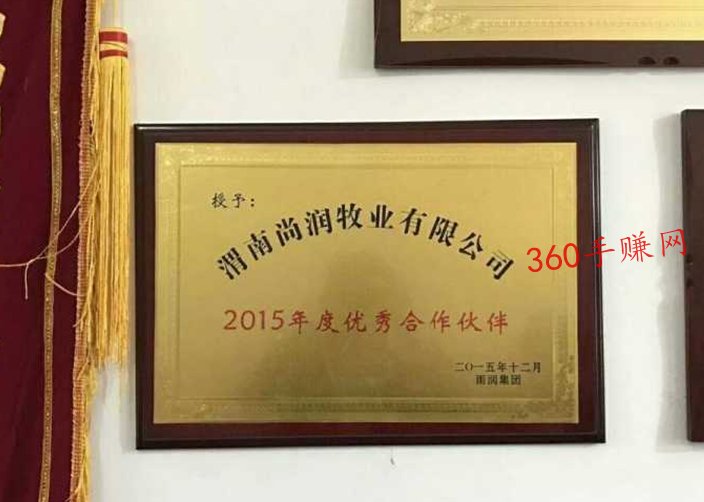 授予：
渭南尚润牧业有限公司
360手赚网
2015年度优秀合作伙伴
二〇一五年十二月
雨润集团